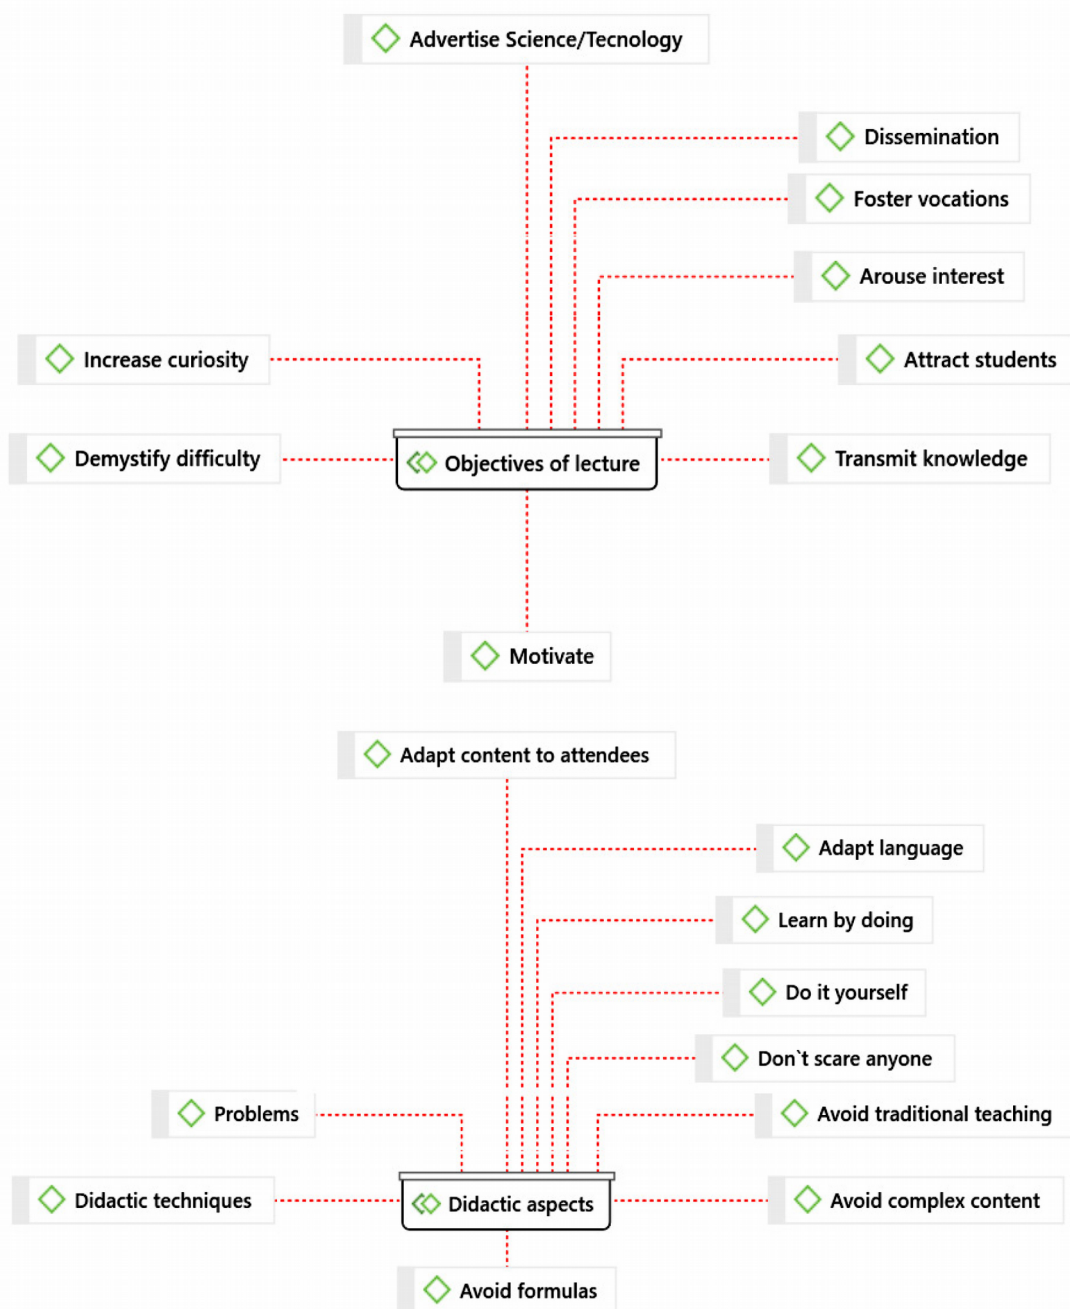 Advertise Science/Tecnology
Dissemination
Foster vocations
Arouse interest
Increase curiosity
Attract students
Demystify difficulty
Objectives of lecture
Transmit knowledge
Motivate
Adapt content to attendees
Adapt language
Learn by doing
Do it yourself
Don`t scare anyone
Problems
Avoid traditional teaching
Didactic techniques
Didactic aspects
Avoid complex content
Avoid formulas